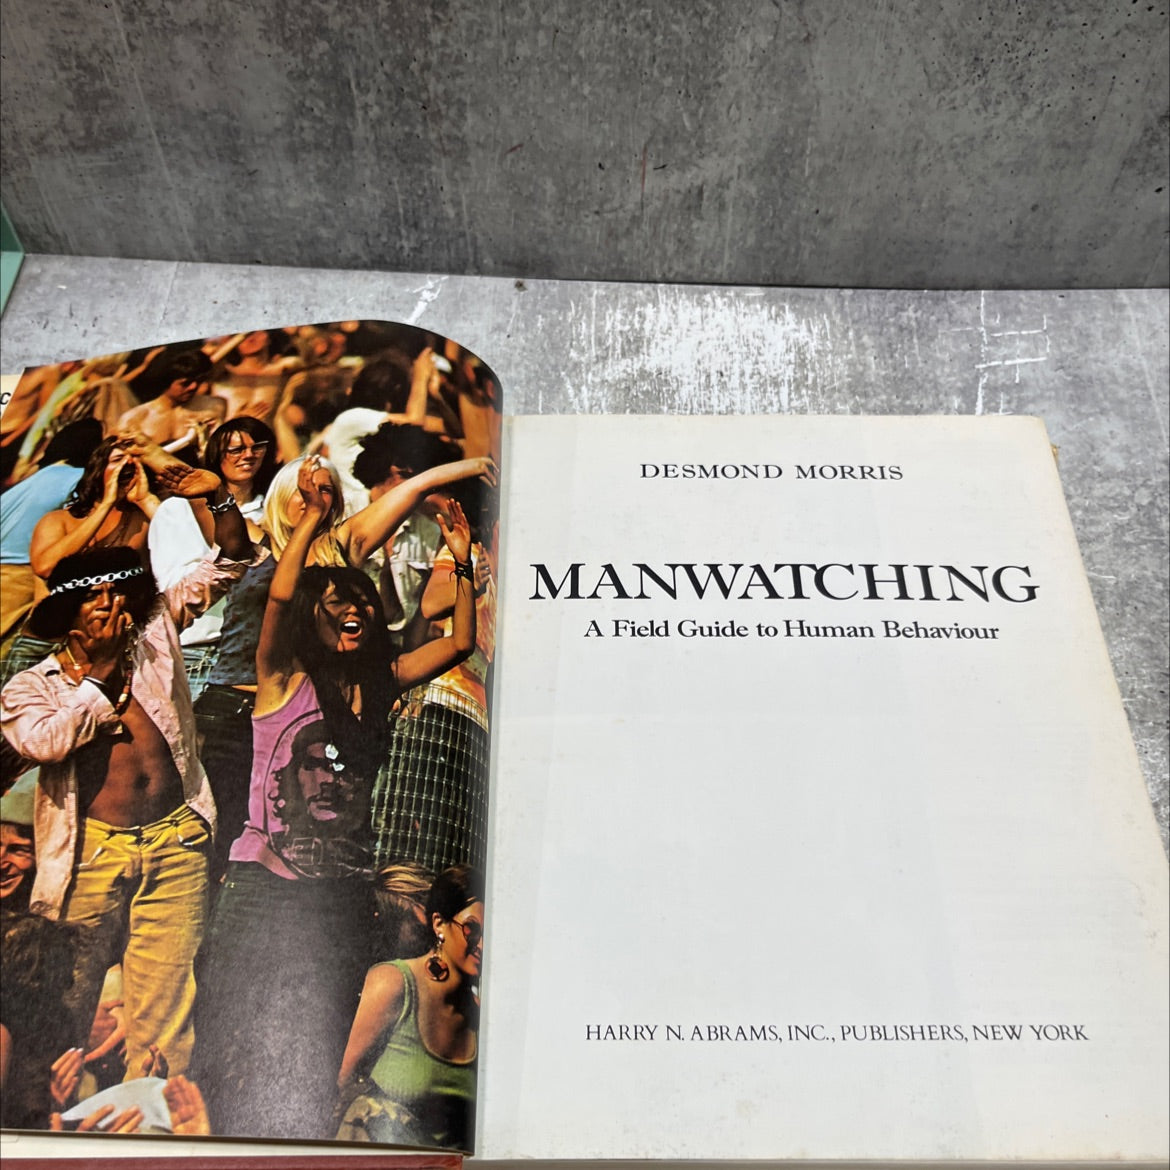 DESMOND MORRIS
MANWATCHING
A Field Guide to Human Behaviour
HARRY N. ABRAMS, INC., PUBLISHERS, NEW YORK